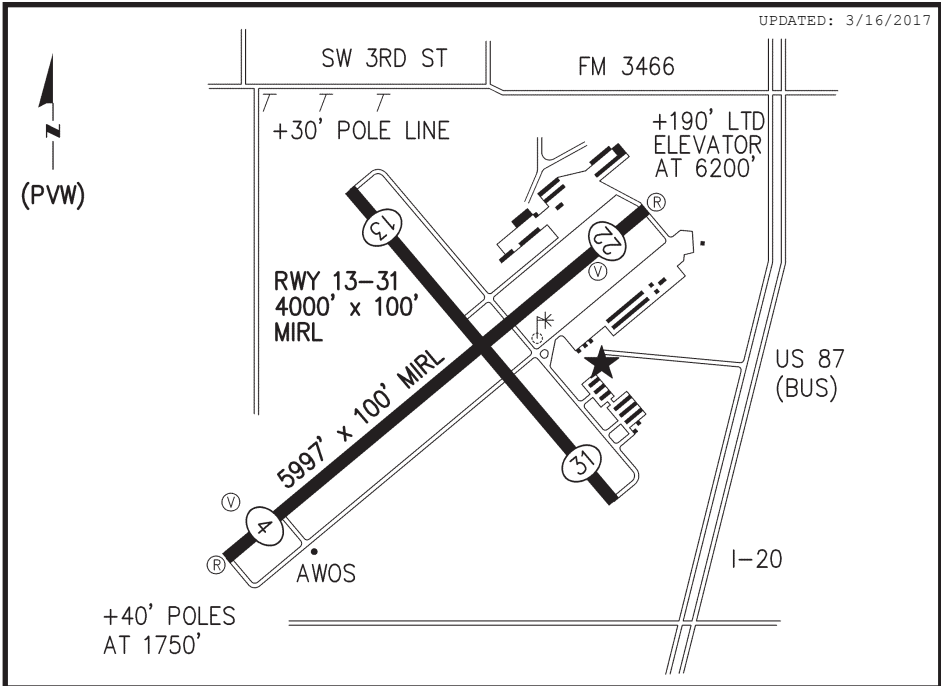 UPDATED: 3/16/2017
SW 3RD ST
FM 3466
+30' POLE LINE
+190' LTD
ELEVATOR
AT 6200'
N
(PVW)
R
13
22
V
RWY 13-31
4000' x 100'
MIRL
US 87
(BUS)
5997' x 100' MIRL
31
V
4
R
AWOS
I-20
+40' POLES
AT 1750'